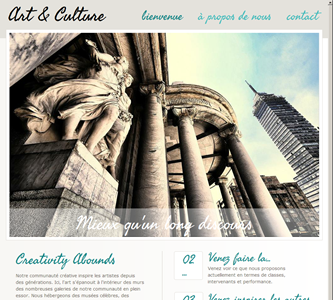 Art & Culture
bienvenue à propos de nous contact
Mieux qu'un long discours
Creativity Abounds
Notre communauté créative inspire les artistes depuis
des générations. Ici, l'art s'épanouit à l'intérieur des murs
des nombreuses galeries de notre communauté en plein
essor. Nous hébergeons des musées célèbres, des
02
Venez faire la...
Venez voir ce que nous proposons
actuellement en termes de classes,
intervenants et performance.
03
Venez inspirer les autres